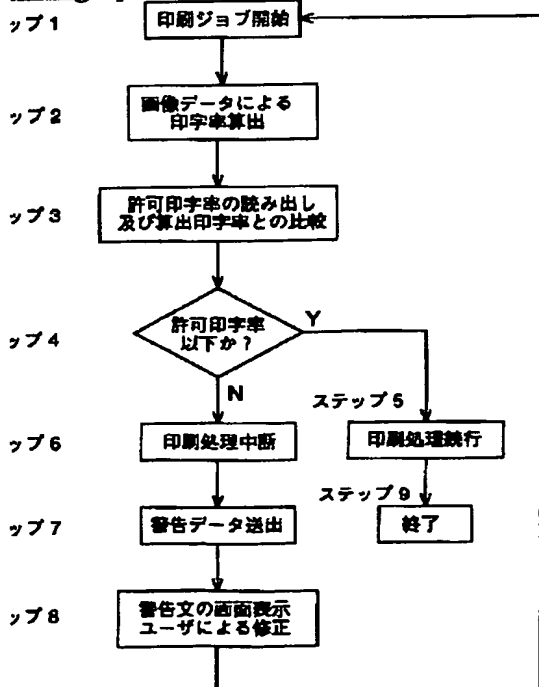 ップ1
印刷ジョブ開始
ップ2
画像データによる
印字率算出
ップ3
許可印字率の読み出し
及び算出印字率との比較
ップ4
許可印字率
以下か？
Y
N
ステップ5
印刷処理続行
ップ6
印刷処理中断
ステップ9
終了
ップ7
警告データ送出
ップ8
警告文の画面表示
ユーザによる修正